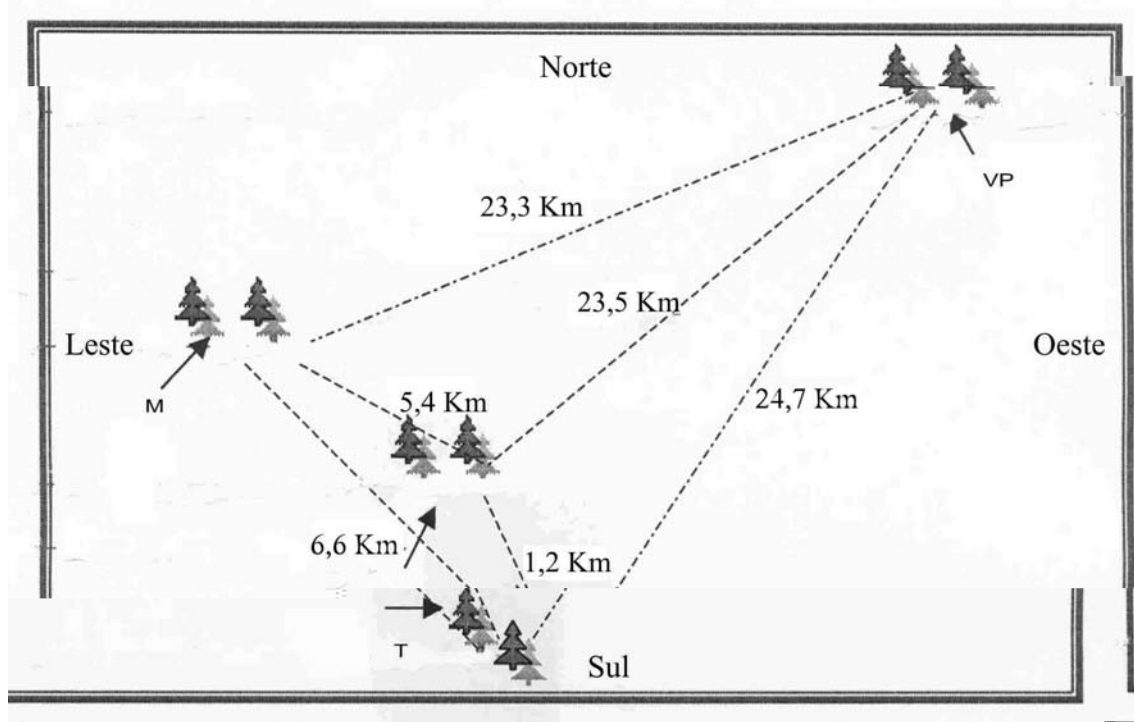 Norte
VP
23,3 Km
23,5 Km
Leste
Oeste
M
5,4 Km
24,7 Km
6,6 Km
1,2 Km
T
Sul